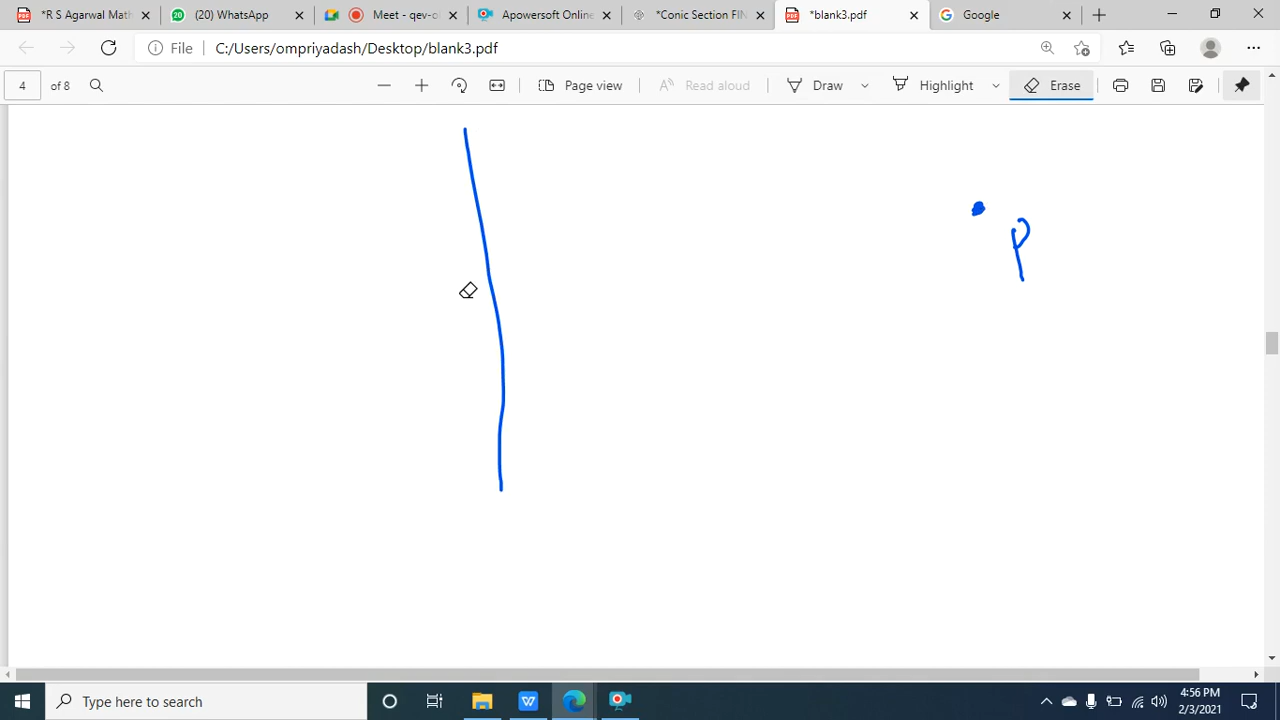 *R S Agarwal Math
(20) WhatsApp
Meet - qev-o
Apowersoft Online
*Conic Section FIN
*blank3.pdf
Google
File C:/Users/ompriyadash/Desktop/blank3.pdf
4 of 8 Page view Read aloud Draw Highlight Erase
P
Type here to search
4:56 PM
2/3/2021